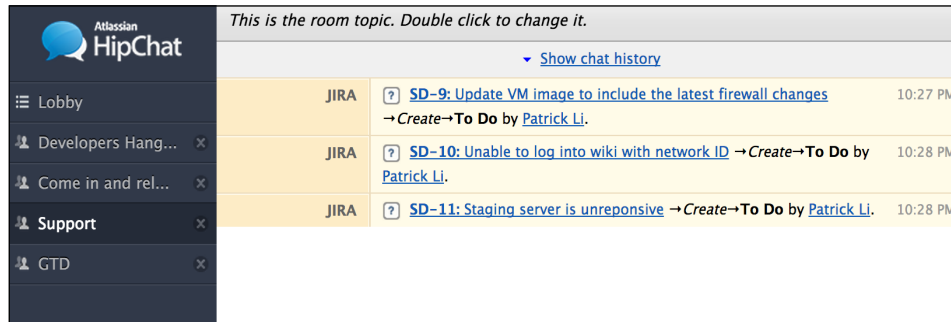 Atlassian
HipChat
Lobby
Developers Hang...
Come in and rel...
Support
GTD
This is the room topic. Double click to change it.
Show chat history
JIRA ? SD-9: Update VM image to include the latest firewall changes 10:27 PM
→Create→To Do by Patrick Li.
JIRA ? SD-10: Unable to log into wiki with network ID →Create→To Do by 10:28 PM
Patrick Li.
JIRA ? SD-11: Staging server is unreponsive →Create→To Do by Patrick Li. 10:28 PM